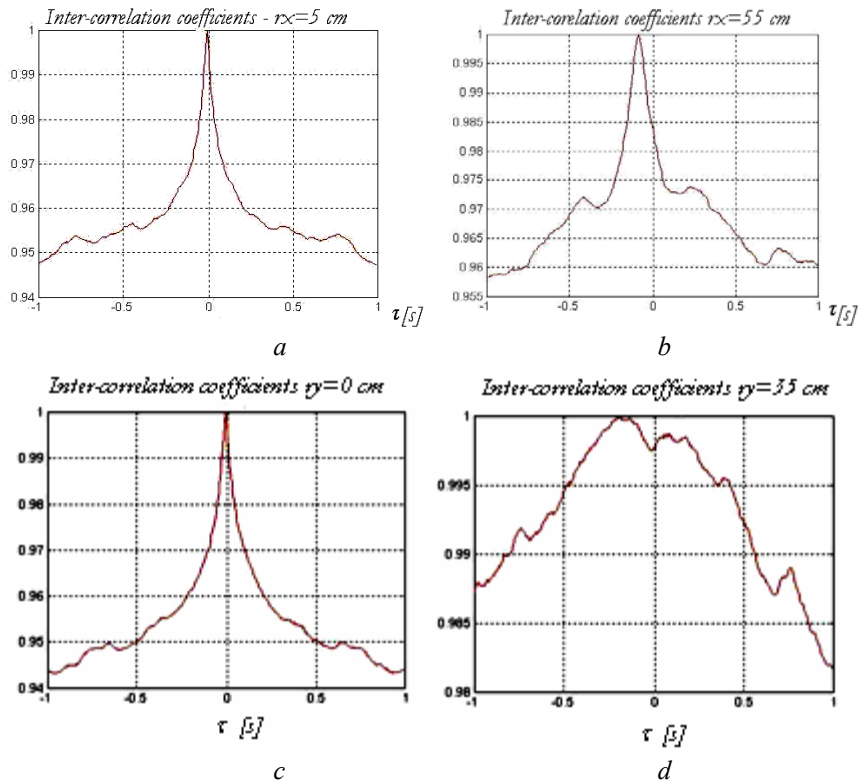 Inter-correlation coefficients - rx=5 cm
1
0.99
0.98
0.97
0.96
0.95
0.94
-1 -0.5 0 0.5 1
τ[s]
a
Inter-corelation coefficients rx=55 cm
1
0.995
0.99
0.985
0.98
0.975
0.97
0.965
0.96
0.955
-1 -0.5 0 0.5 1
τ[s]
b
Inter-correlation coefficients ry=0 cm
1
0.99
0.98
0.97
0.96
0.95
0.94
-1 -0.5 0 0.5 1
τ [s]
c
Inter-correlation coefficients ry=35 cm
1
0.995
0.99
0.985
0.98
-1 -0.5 0 0.5 1
τ [s]
d